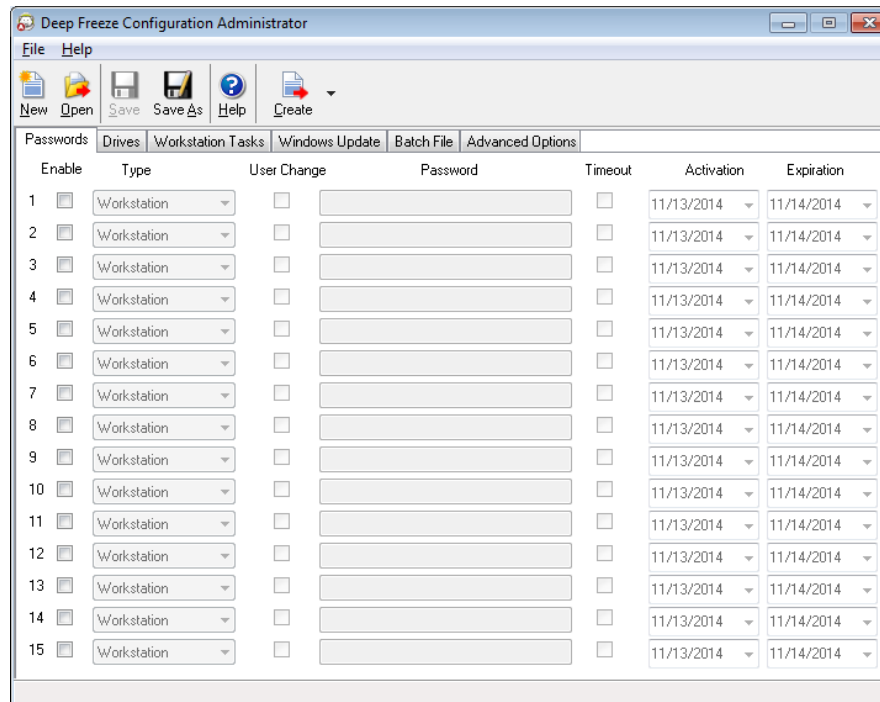 Deep Freeze Configuration Administrator
File Help
New Open Save Save As Help Create
Passwords Drives Workstation Tasks Windows Update Batch File Advanced Options
Enable Type User Change Password Timeout Activation Expiration
1 Workstation 11/13/2014 11/14/2014
2 Workstation 11/13/2014 11/14/2014
3 Workstation 11/13/2014 11/14/2014
4 Workstation 11/13/2014 11/14/2014
5 Workstation 11/13/2014 11/14/2014
6 Workstation 11/13/2014 11/14/2014
7 Workstation 11/13/2014 11/14/2014
8 Workstation 11/13/2014 11/14/2014
9 Workstation 11/13/2014 11/14/2014
10 Workstation 11/13/2014 11/14/2014
11 Workstation 11/13/2014 11/14/2014
12 Workstation 11/13/2014 11/14/2014
13 Workstation 11/13/2014 11/14/2014
14 Workstation 11/13/2014 11/14/2014
15 Workstation 11/13/2014 11/14/2014